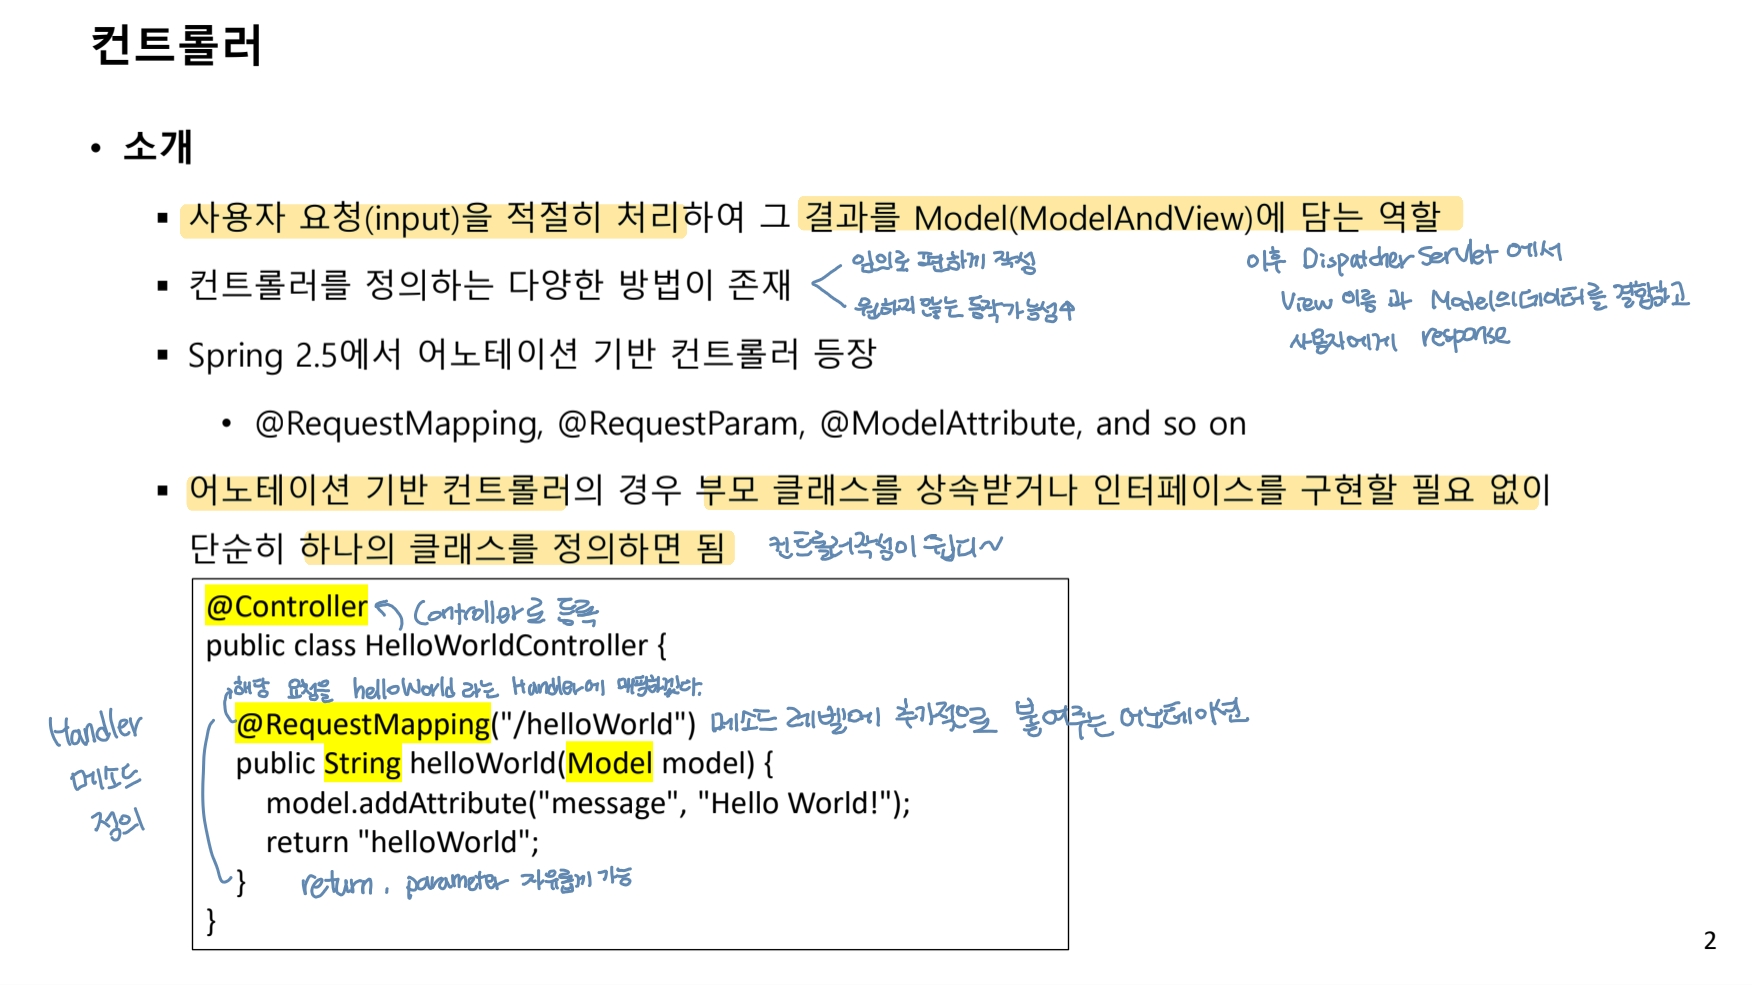 컨트롤러
• 소개
▪ 사용자 요청(input)을 적절히 처리하여 그 결과를 Model(ModelAndView)에 담는 역할
이후 Dispatcher Servlet 에서
View 이름 과 Model의 데이터를 결합하고
사용자에게 response
▪ 컨트롤러를 정의하는 다양한 방법이 존재
임의로 편하게 작성
원하지 않는 동작가능성↑
▪ Spring 2.5에서 어노테이션 기반 컨트롤러 등장
• @RequestMapping, @RequestParam, @ModelAttribute, and so on
▪ 어노테이션 기반 컨트롤러의 경우 부모 클래스를 상속받거나 인터페이스를 구현할 필요 없이
단순히 하나의 클래스를 정의하면 됨 컨트롤러작성이 쉽다~
@Controller Controller로 등록
public class HelloWorldController {
해당 요청을 helloWorld 라는 Handler에 매핑하겠다.
@RequestMapping("/helloWorld") 메소드 레벨에 추가적으로 붙여주는 어노테이션
Handler
메소드
정의
public String helloWorld(Model model) {
model.addAttribute("message", "Hello World!");
return "helloWorld";
} return, parameter 자유롭게 가능
}
2